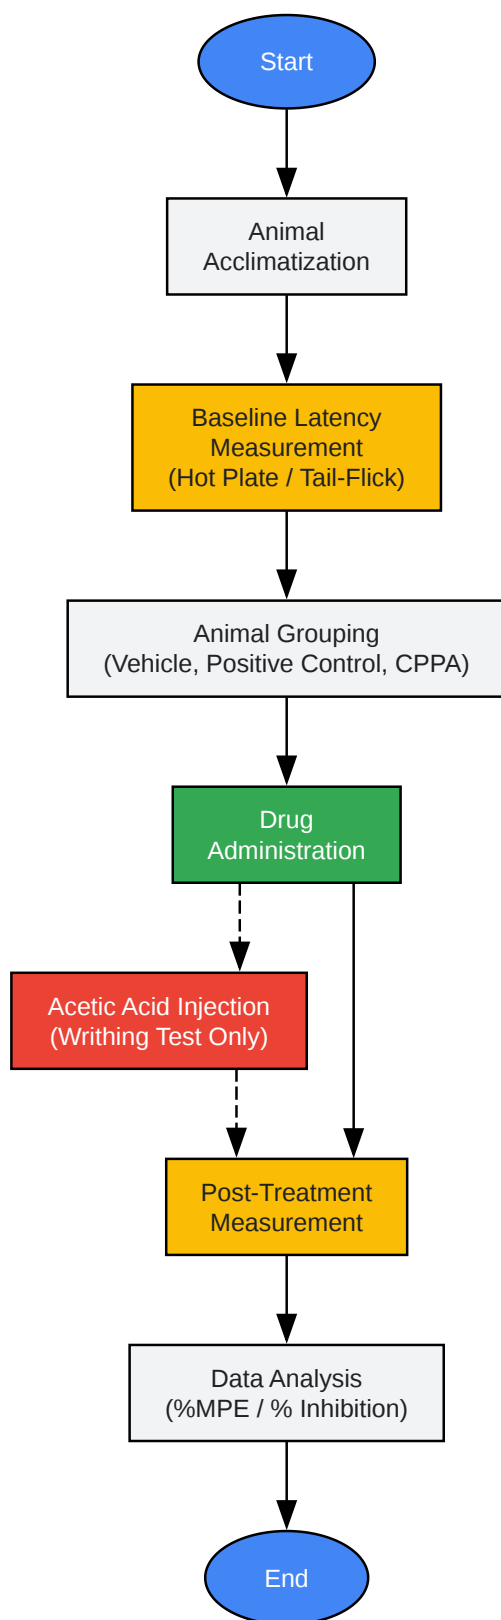 Start
Animal
Acclimatization
Baseline Latency
Measurement
(Hot Plate / Tail-Flick)
Animal Grouping
(Vehicle, Positive Control, CPPA)
Drug
Administration
Acetic Acid Injection
(Writhing Test Only)
Post-Treatment
Measurement
Data Analysis
(%MPE / % Inhibition)
End